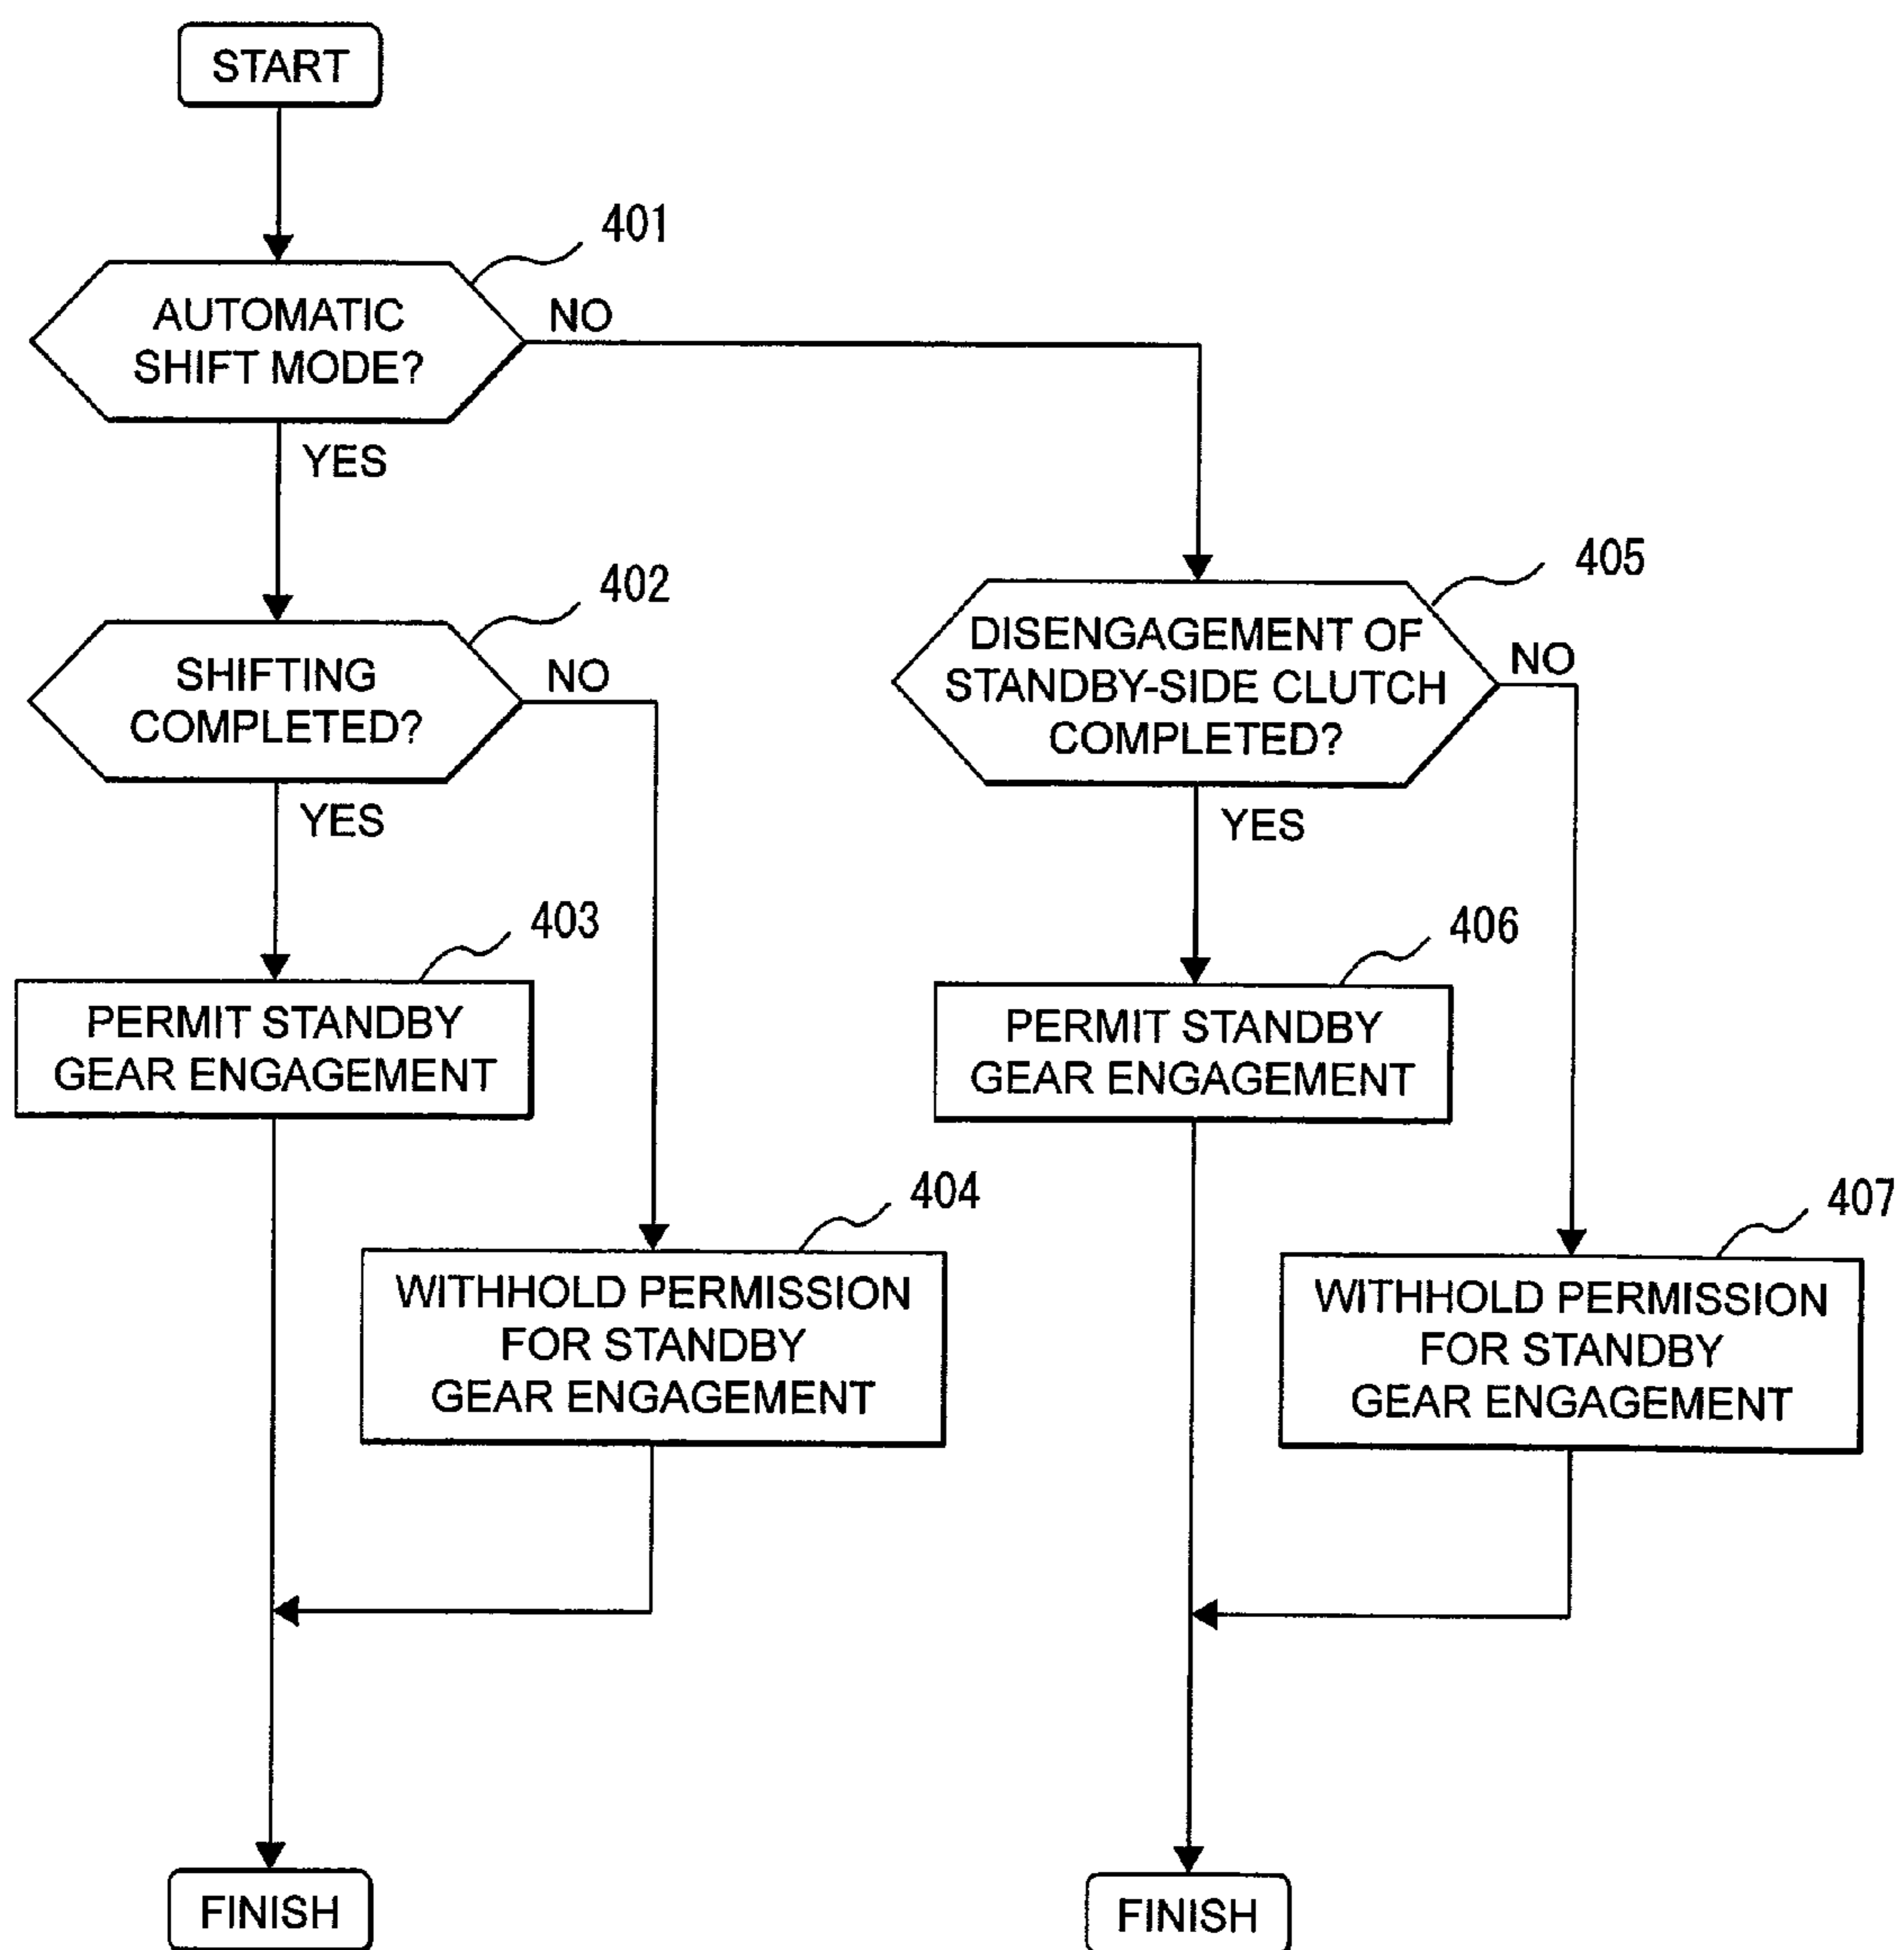 START
401
AUTOMATIC
SHIFT MODE?
NO
YES
402
SHIFTING
COMPLETED?
NO
YES
405
DISENGAGEMENT OF
STANDBY-SIDE CLUTCH
COMPLETED?
NO
YES
403
PERMIT STANDBY
GEAR ENGAGEMENT
406
PERMIT STANDBY
GEAR ENGAGEMENT
404
WITHHOLD PERMISSION
FOR STANDBY
GEAR ENGAGEMENT
407
WITHHOLD PERMISSION
FOR STANDBY
GEAR ENGAGEMENT
FINISH
FINISH